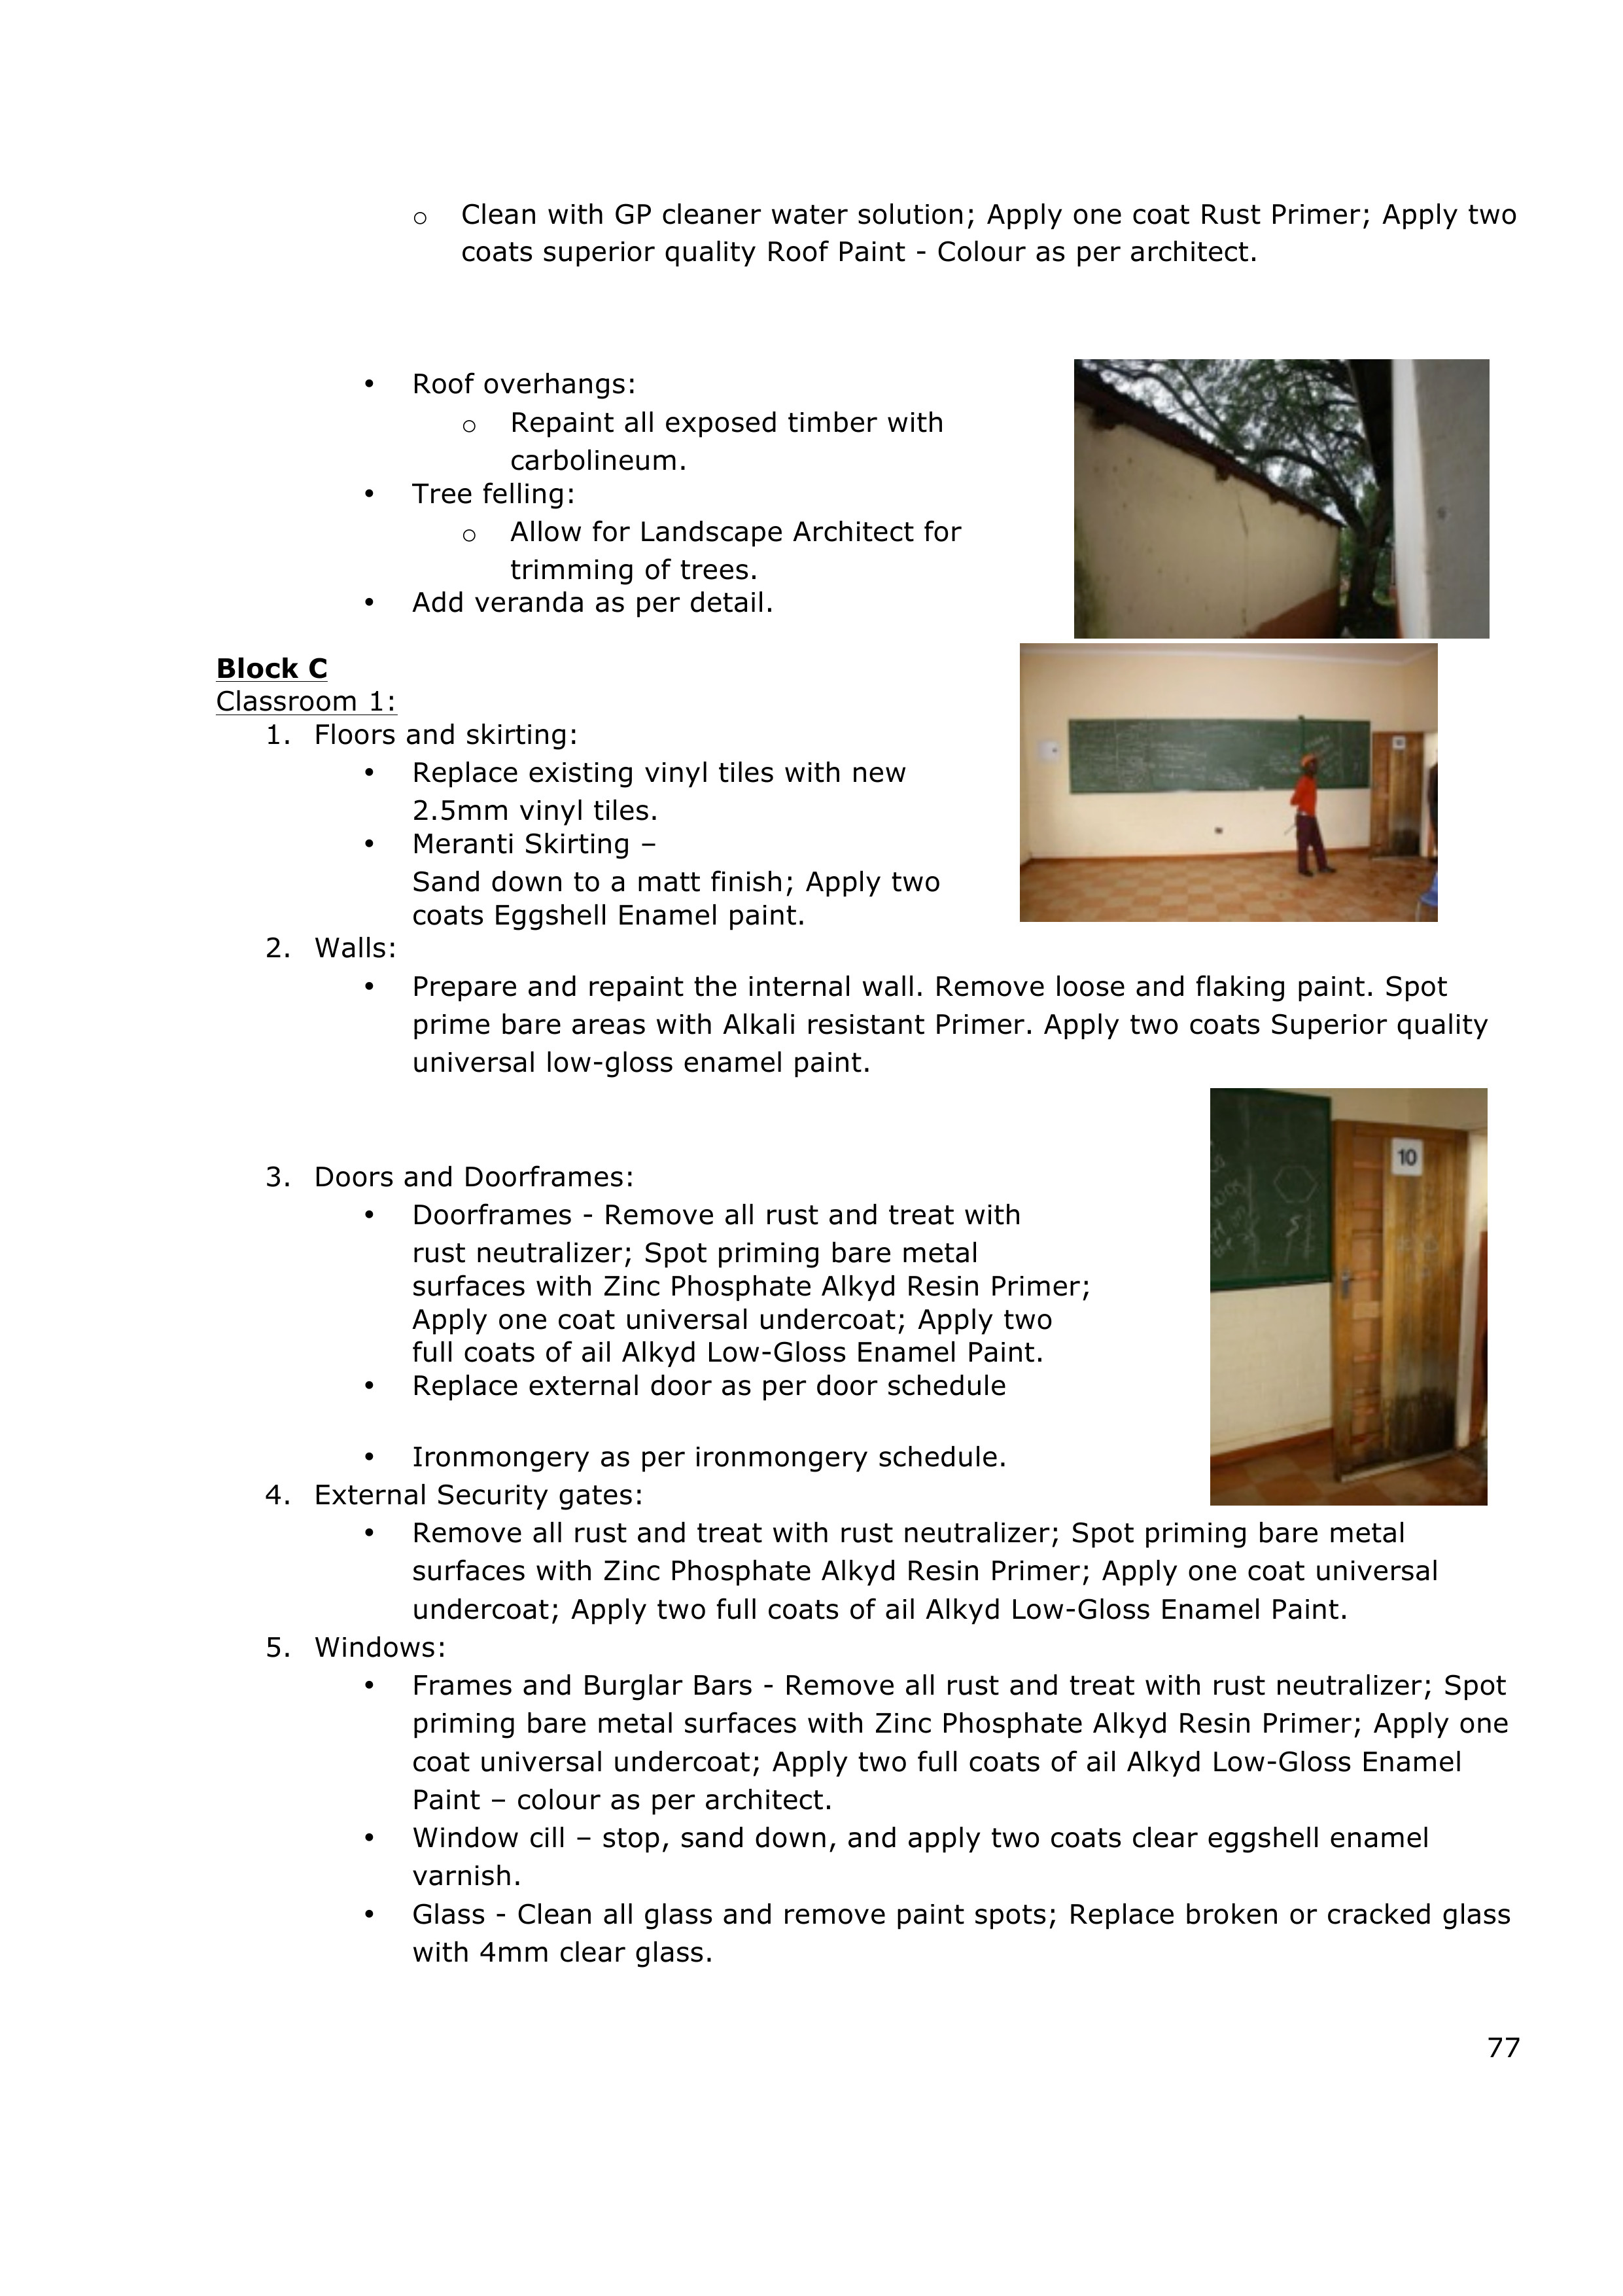 o Clean with GP cleaner water solution; Apply one coat Rust Primer; Apply two
coats superior quality Roof Paint - Colour as per architect.
• Roof overhangs:
o Repaint all exposed timber with
carbolineum.
• Tree felling:
o Allow for Landscape Architect for
trimming of trees.
• Add veranda as per detail.
Block C
Classroom 1:
1. Floors and skirting:
• Replace existing vinyl tiles with new
2.5mm vinyl tiles.
• Meranti Skirting –
Sand down to a matt finish; Apply two
coats Eggshell Enamel paint.
2. Walls:
• Prepare and repaint the internal wall. Remove loose and flaking paint. Spot
prime bare areas with Alkali resistant Primer. Apply two coats Superior quality
universal low-gloss enamel paint.
10
3. Doors and Doorframes:
• Doorframes - Remove all rust and treat with
rust neutralizer; Spot priming bare metal
surfaces with Zinc Phosphate Alkyd Resin Primer;
Apply one coat universal undercoat; Apply two
full coats of ail Alkyd Low-Gloss Enamel Paint.
• Replace external door as per door schedule
• Ironmongery as per ironmongery schedule.
4. External Security gates:
• Remove all rust and treat with rust neutralizer; Spot priming bare metal
surfaces with Zinc Phosphate Alkyd Resin Primer; Apply one coat universal
undercoat; Apply two full coats of ail Alkyd Low-Gloss Enamel Paint.
5. Windows:
• Frames and Burglar Bars - Remove all rust and treat with rust neutralizer; Spot
priming bare metal surfaces with Zinc Phosphate Alkyd Resin Primer; Apply one
coat universal undercoat; Apply two full coats of ail Alkyd Low-Gloss Enamel
Paint – colour as per architect.
• Window cill – stop, sand down, and apply two coats clear eggshell enamel
varnish.
• Glass - Clean all glass and remove paint spots; Replace broken or cracked glass
with 4mm clear glass.
77